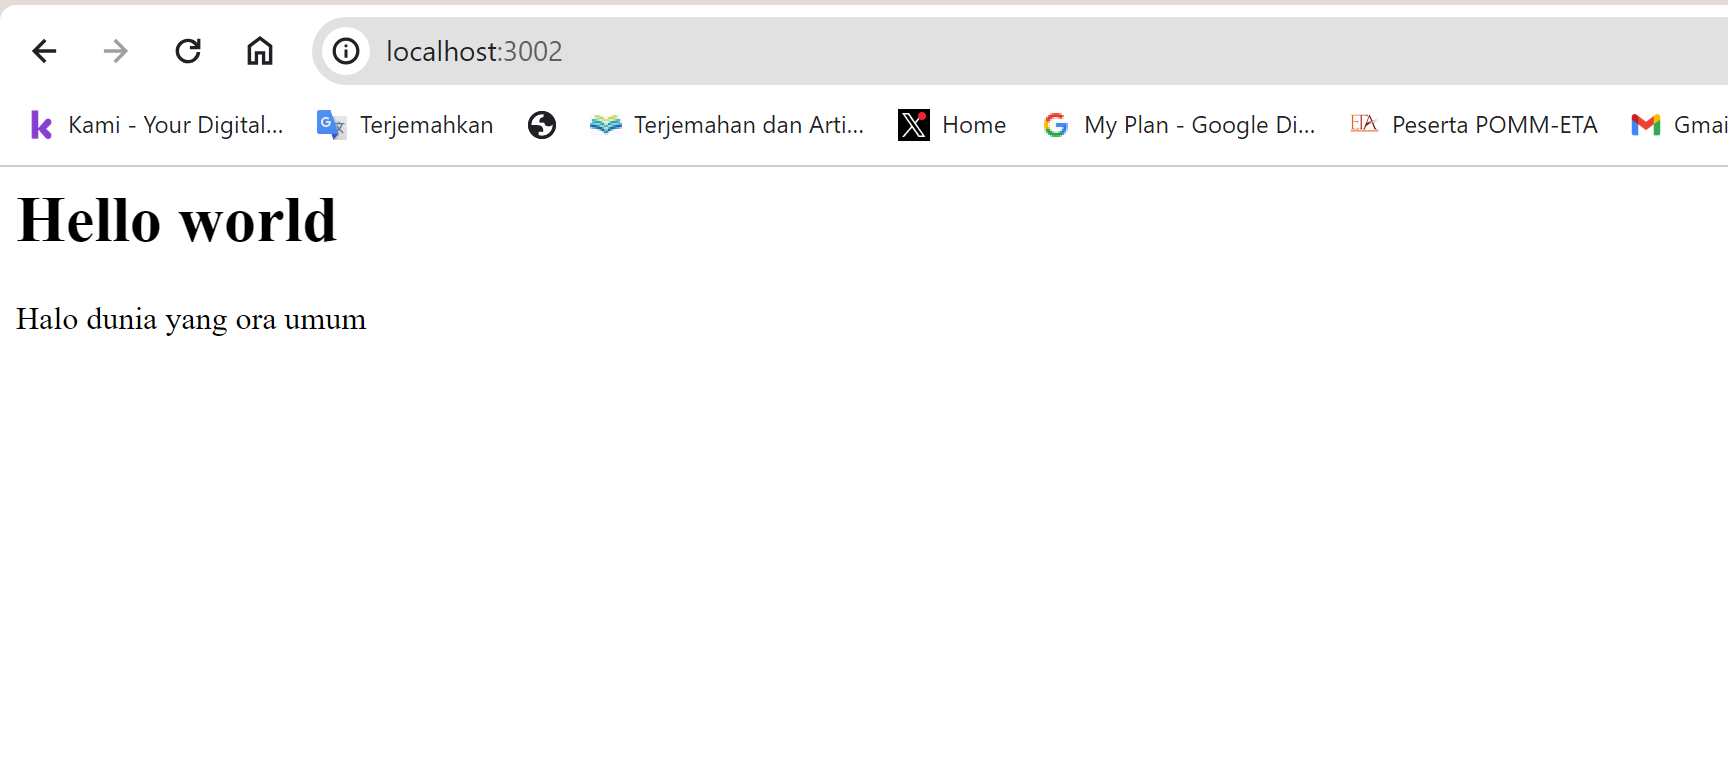 localhost:3002
Kami - Your Digital... Terjemahkan Terjemahan dan Arti... Home My Plan - Google Di... Peserta POMM-ETA Gmai
Hello world
Halo dunia yang ora umum